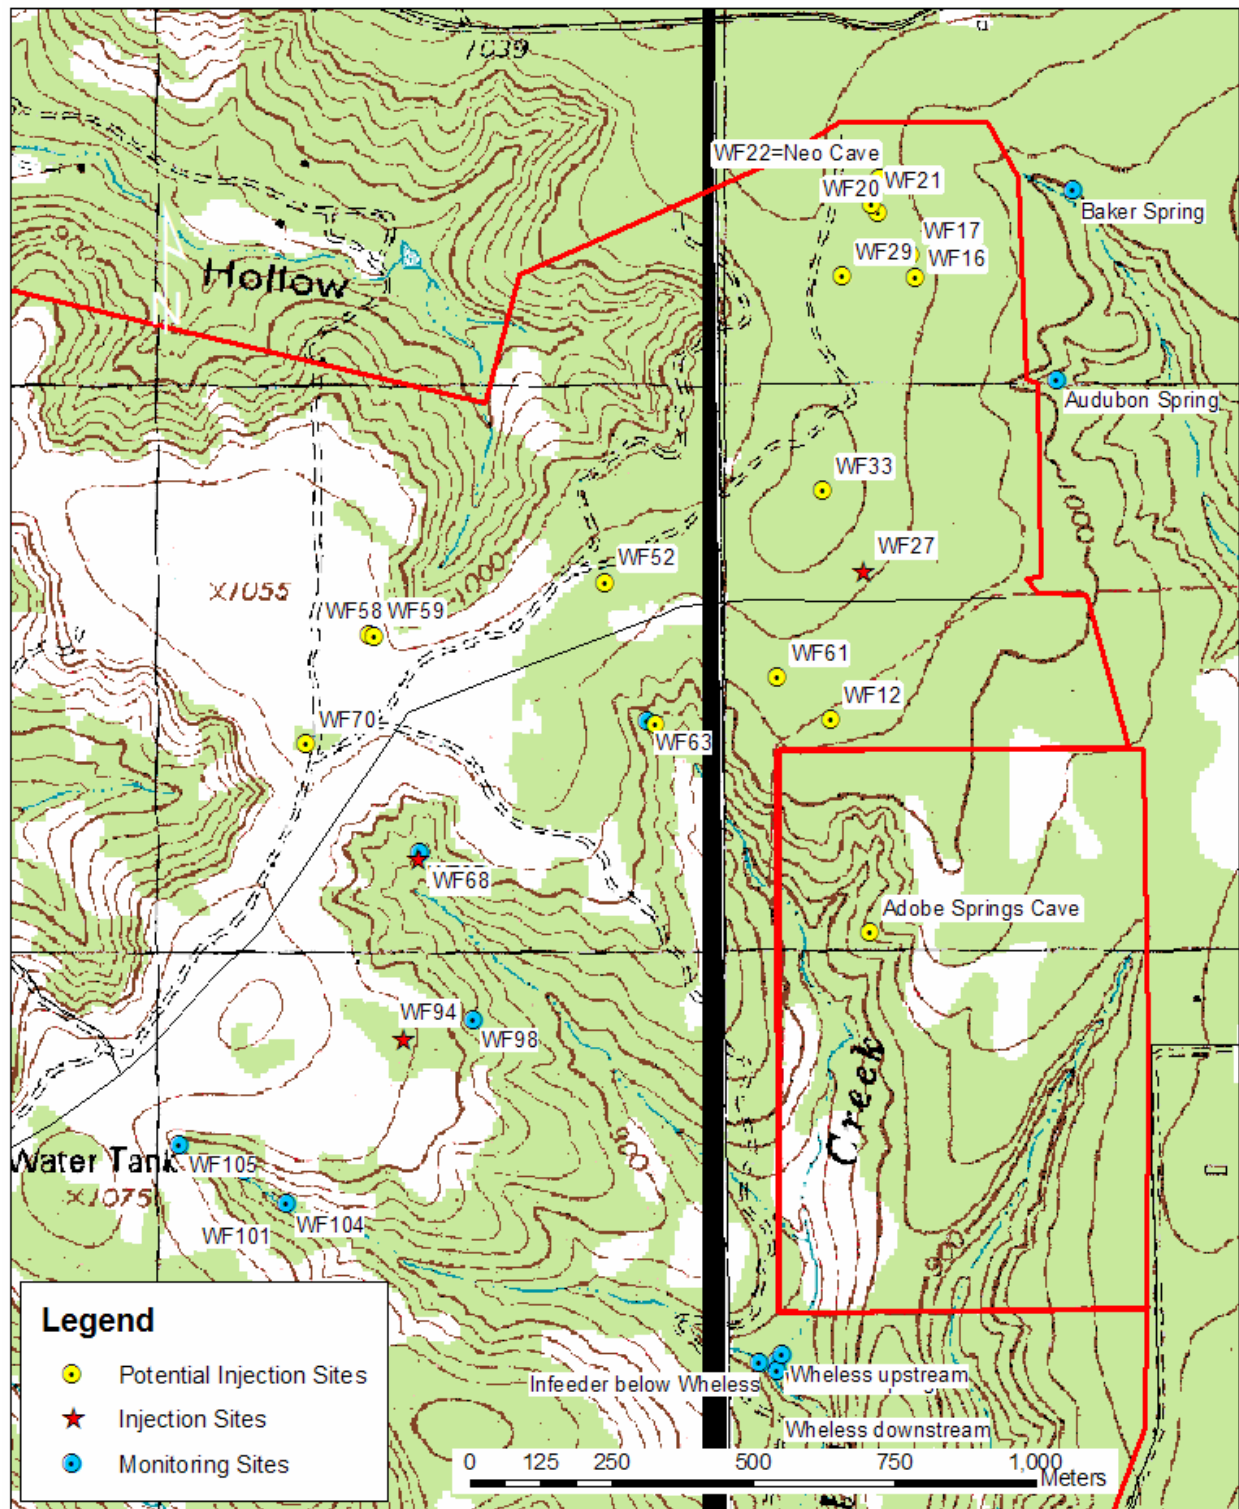 1039
WF22=Neo Cave
WF20
WF21
Baker Spring
WF17
WF29
WF16
900
Hollow
N
Audubon Spring
WF33
1000
WF27
WF52
1000
X1055
WF58
WF59
WF61
WF12
WF70
WF63
WF68
Adobe Springs Cave
WF94
WF98
Creek
900
Water Tank
WF105
X1075
WF104
WF101
900
Infeeder below Wheless
Wheless upstream
Wheless downstream
Legend
Potential Injection Sites
Injection Sites
Monitoring Sites
0 125 250 500 750 1,000
Meters